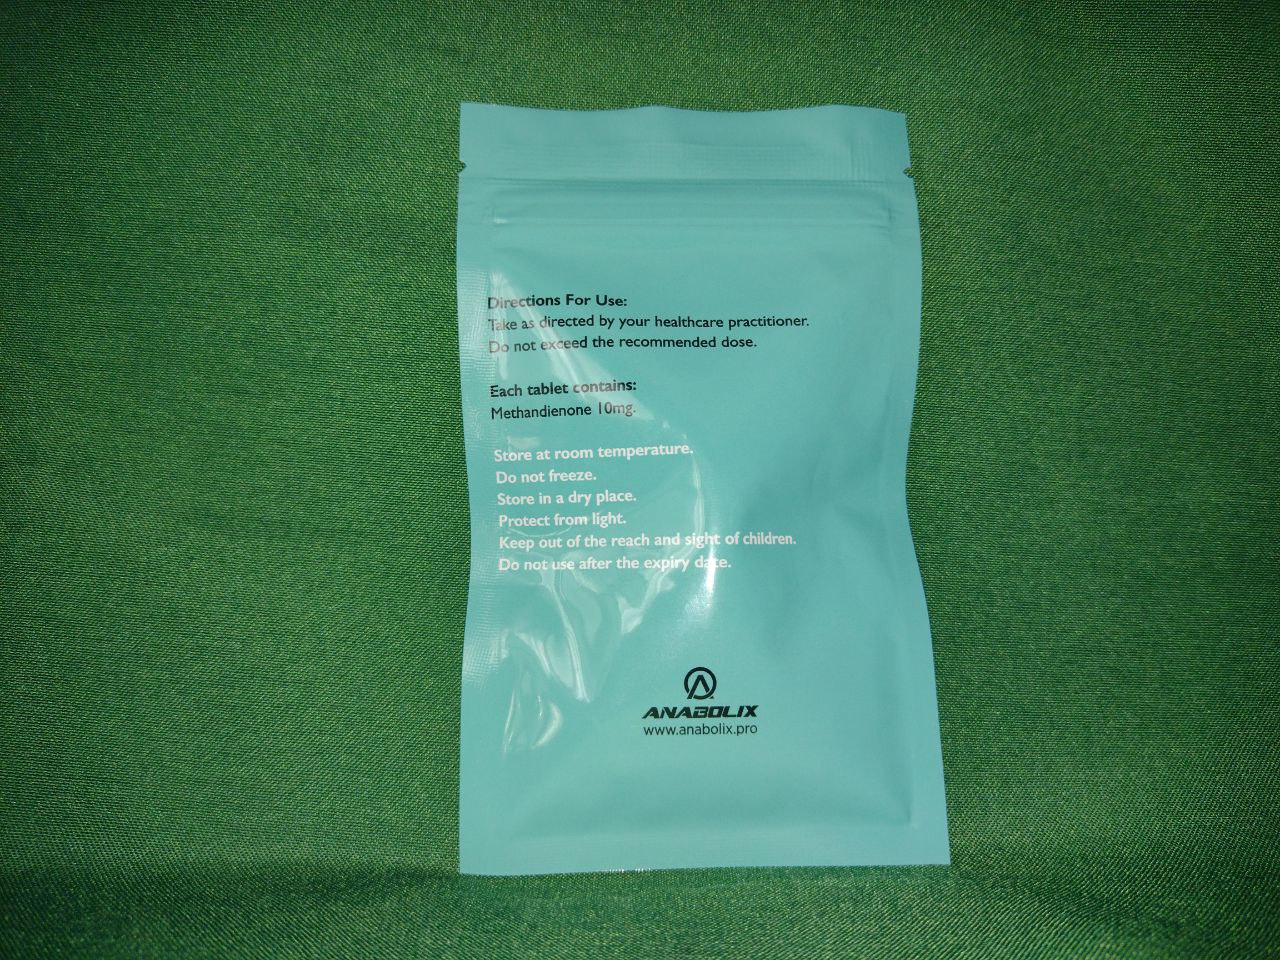 Directions For Use:
Take as directed by your healthcare practitioner.
Do not exceed the recommended dose.
Each tablet contains:
Methandienone 10mg.
Store at room temperature.
Do not freeze.
Store in a dry place.
Protect from light.
Keep out of the reach and sight of children.
Do not use after the expiry date.
ANABOLIX
www.anabolix.pro